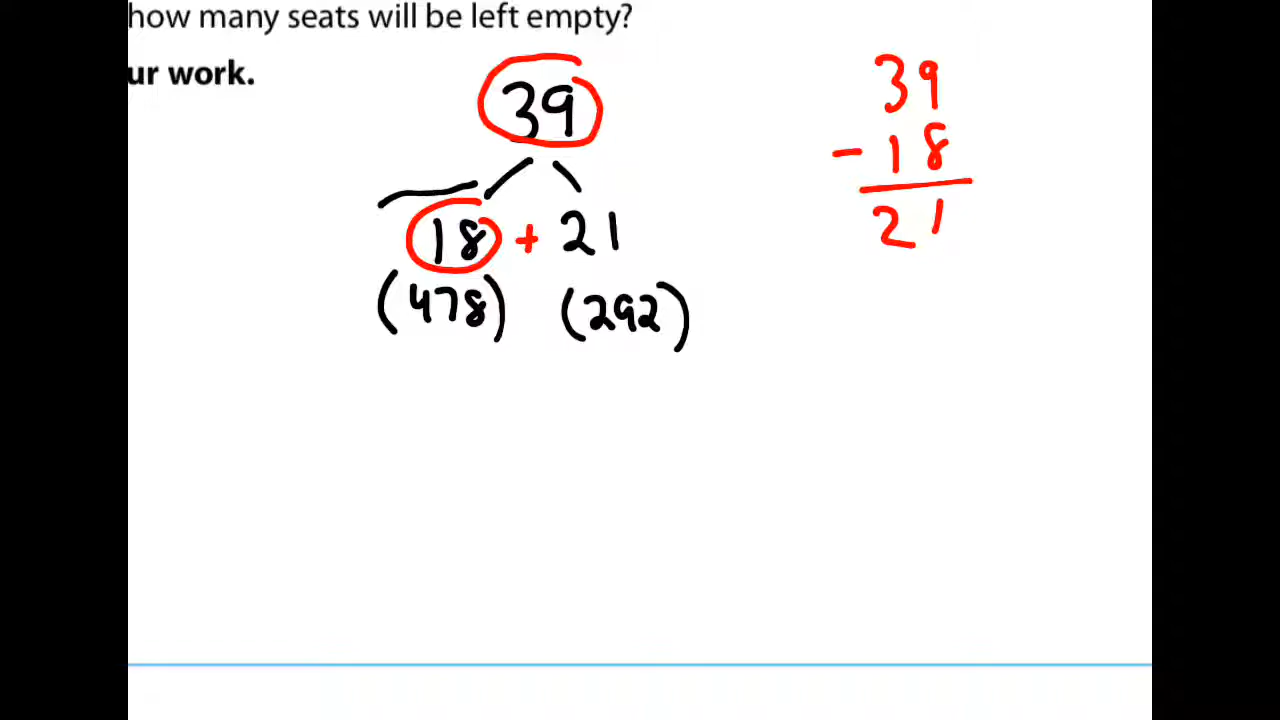 how many seats will be left empty?
ur work.
39
18 + 21
(478) (292)
39
- 18
21